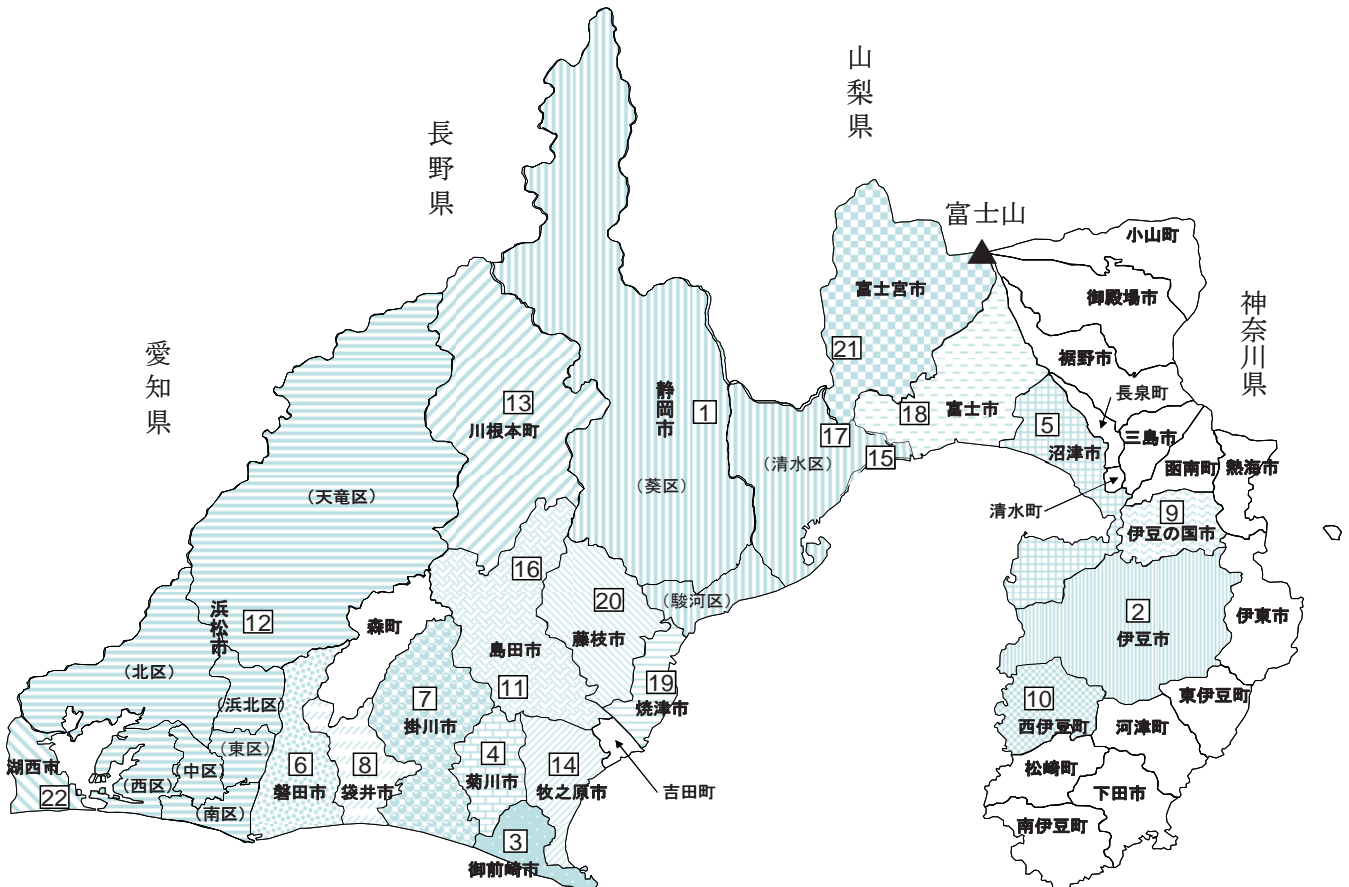 山梨県
長野県
富士山
小山町
神奈川県
御殿場市
富士宮市
愛知県
裾野市
21
長泉町
静岡市
1
13
川根本町
18
富士市
5
沼津市
三島市
17
15
(清水区)
函南町
熱海市
(葵区)
(天竜区)
清水町
9
伊豆の国市
16
20
(駿河区)
2
伊豆市
伊東市
浜松市
12
森町
藤枝市
島田市
(北区)
11
19
焼津市
7
掛川市
(浜北区)
10
西伊豆町
東伊豆町
河津町
(東区)
4
菊川市
14
牧之原市
湖西市
22
(中区)
(西区)
6
磐田市
8
袋井市
吉田町
松崎町
下田市
(南区)
南伊豆町
3
御前崎市